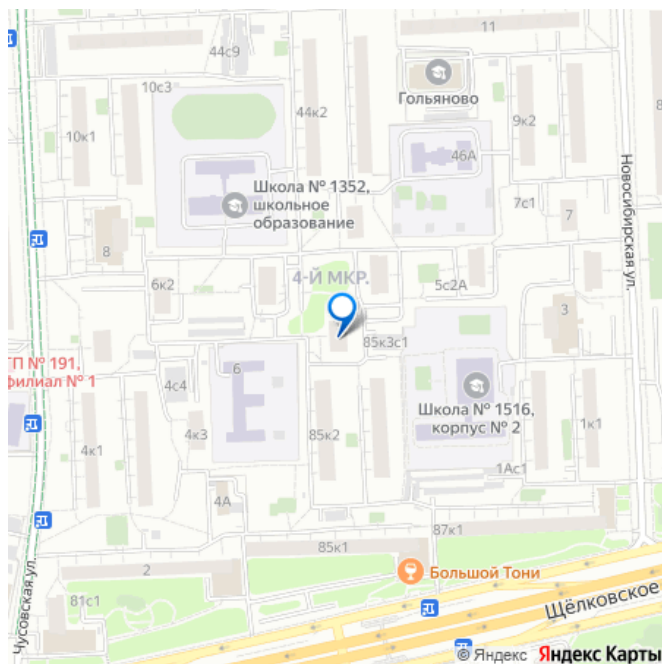 11
44с9
10с3
Гольяново
44к2
9к2
10к1
46А
Школа № 1352,
школьное
образование
Новосибирская ул.
7с1
7
8
4-Й МКР.
6к2
5с2А
3
85к3с1
ГП № 191,
филиал № 1
6
4с4
Школа № 1516,
корпус № 2
4к3
85к2
1к1
4к1
1Ас1
4А
87к1
85к1
2
Большой Тони
Чусовская ул.
81с1
Щёлковское
© Яндекс Яндекс Карты